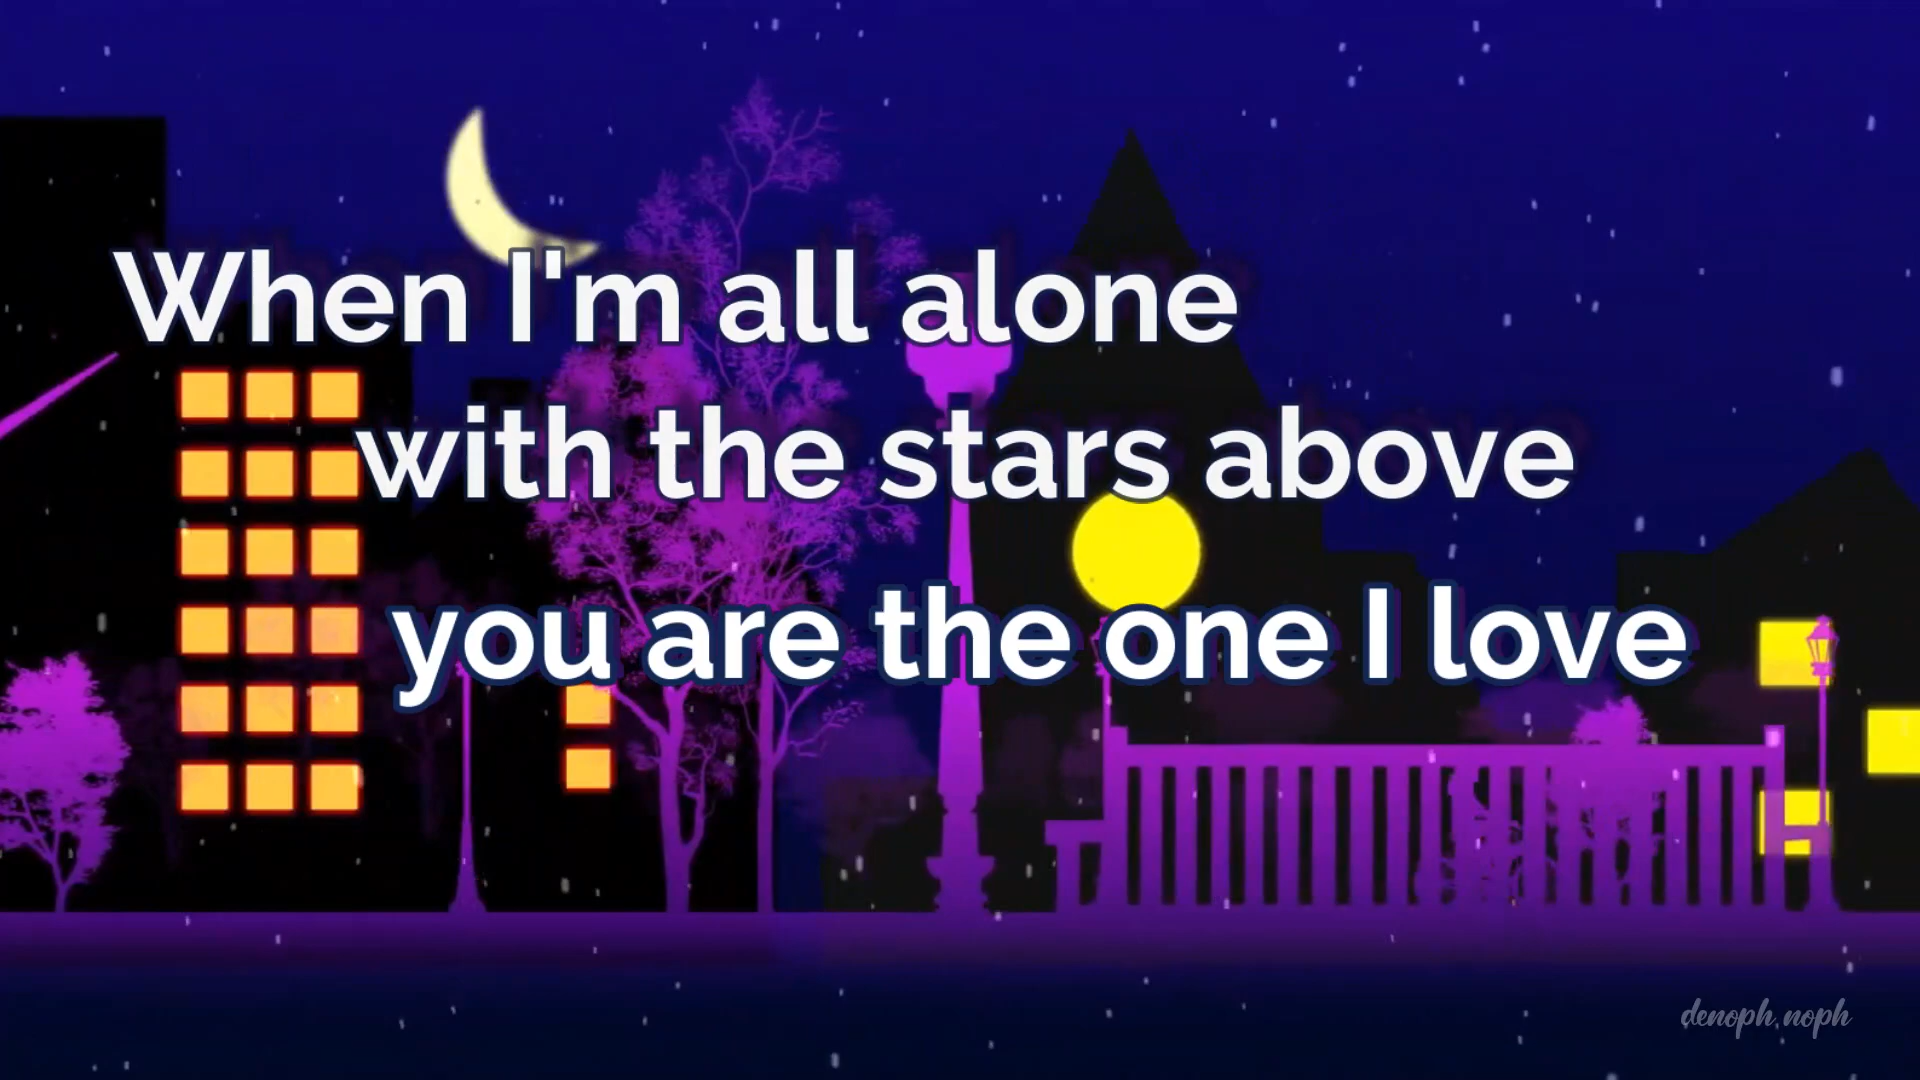 When I'm all alone
with the stars above
you are the one I love
denoph.noph